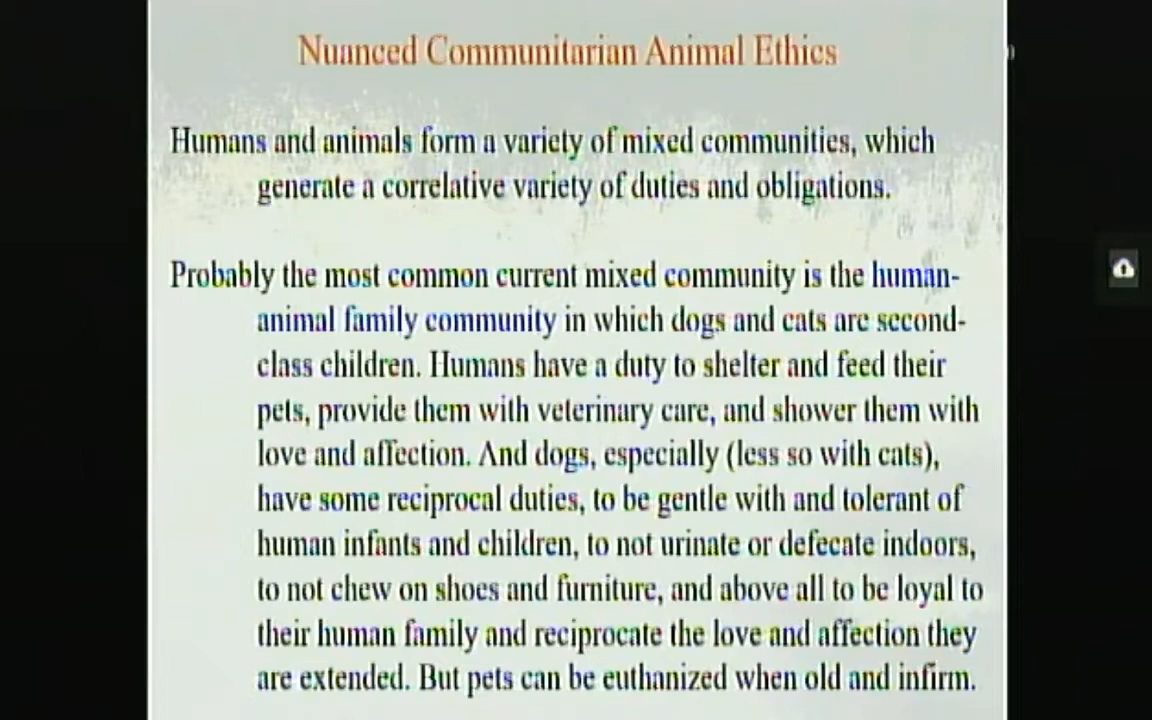 Nuanced Communitarian Animal Ethics
Humans and animals form a variety of mixed communities, which
generate a correlative variety of duties and obligations.
Probably the most common current mixed community is the human-
animal family community in which dogs and cats are second-
class children. Humans have a duty to shelter and feed their
pets, provide them with veterinary care, and shower them with
love and affection. And dogs, especially (less so with cats),
have some reciprocal duties, to be gentle with and tolerant of
human infants and children, to not urinate or defecate indoors,
to not chew on shoes and furniture, and above all to be loyal to
their human family and reciprocate the love and affection they
are extended. But pets can be euthanized when old and infirm.